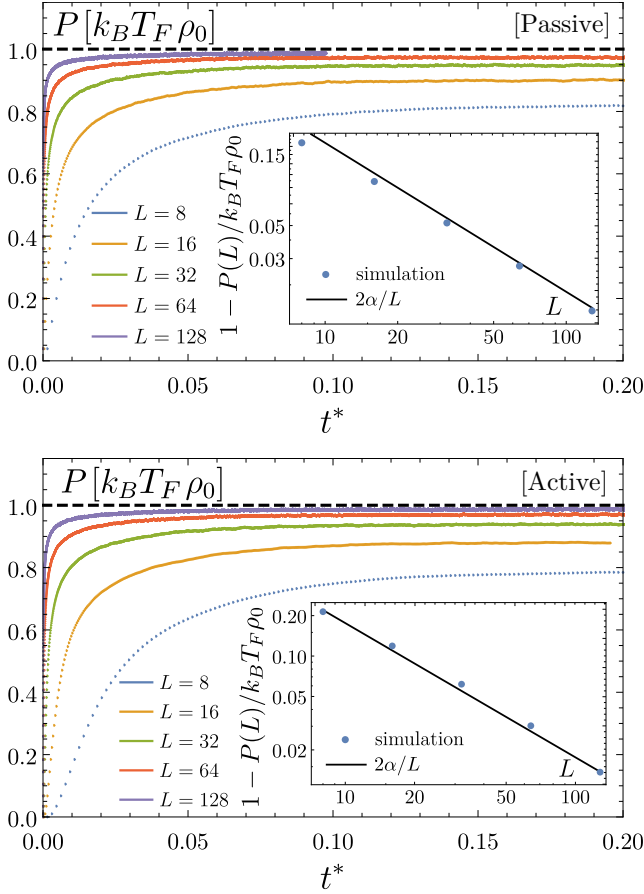 P [k_B T_F ρ_0]
[Passive]
1.0
0.8
0.6
0.4
0.2
0.0
L = 8
L = 16
L = 32
L = 64
L = 128
1 − P(L)/k_B T_F ρ_0
0.15
0.05
0.03
simulation
2α/L
L
10 20 50 100
0.00 0.05 0.10 0.15 0.20
t*
P [k_B T_F ρ_0]
[Active]
1.0
0.8
0.6
0.4
0.2
0.0
L = 8
L = 16
L = 32
L = 64
L = 128
1 − P(L)/k_B T_F ρ_0
0.20
0.10
0.05
0.02
simulation
2α/L
L
10 20 50 100
0.00 0.05 0.10 0.15 0.20
t*